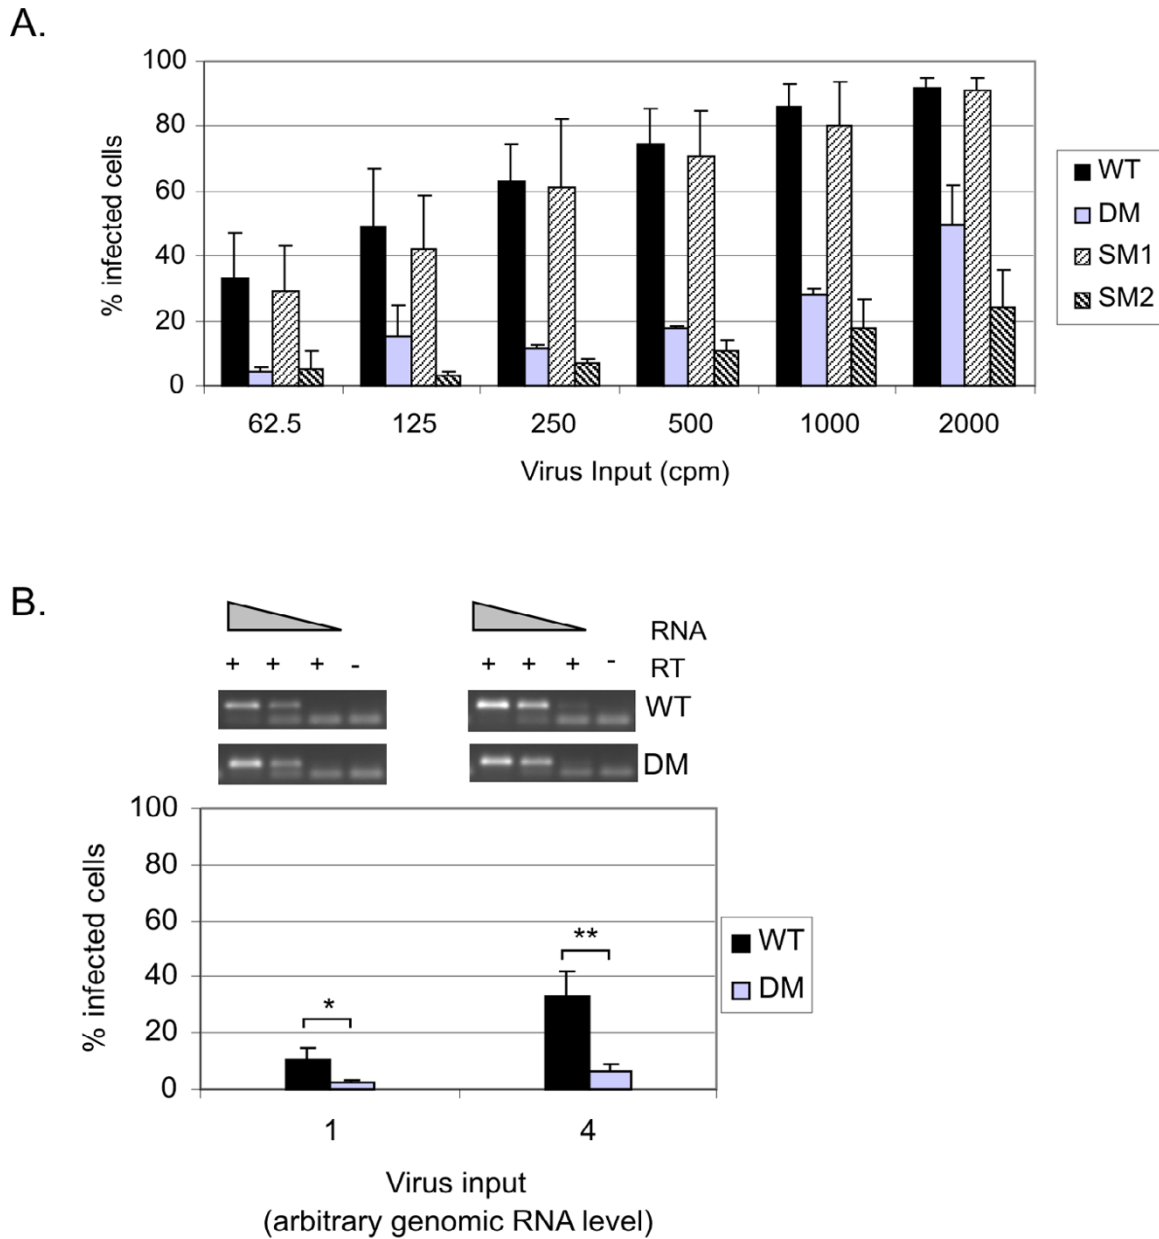 A.
100
80
60
40
20
0
% infected cells
62.5 125 250 500 1000 2000
Virus Input (cpm)
WT
DM
SM1
SM2
B.
RNA
+ + + - + + + - RT
WT
DM
100
80
60
40
20
0
% infected cells
* **
1 4
Virus input
(arbitrary genomic RNA level)
WT
DM